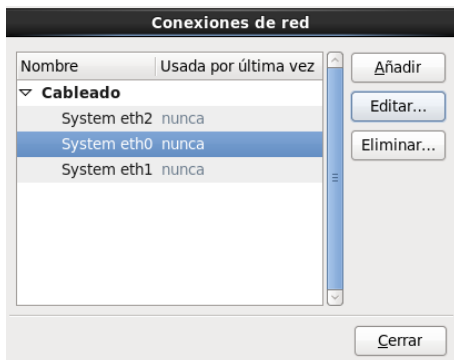 Conexiones de red
Nombre Usada por última vez
Añadir
Cableado
Editar...
System eth2 nunca
System eth0 nunca
Eliminar...
System eth1 nunca
Cerrar